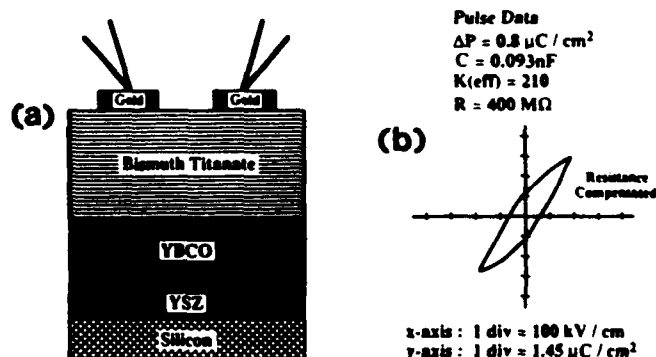 (a)
Gold Gold
Bismuth Titanate
YBCO
YSZ
Silicon
Pulse Data
ΔP = 0.8 μC / cm²
C = 0.093nF
K(eff) = 210
R = 400 MΩ
(b)
Resistance
Compensated
x-axis : 1 div = 100 kV / cm
y-axis : 1 div = 1.45 μC / cm²